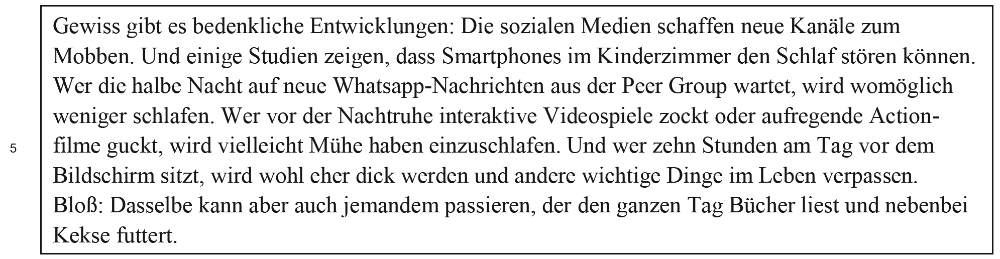 Gewiss gibt es bedenkliche Entwicklungen: Die sozialen Medien schaffen neue Kanäle zum
Mobben. Und einige Studien zeigen, dass Smartphones im Kinderzimmer den Schlaf stören können.
Wer die halbe Nacht auf neue Whatsapp-Nachrichten aus der Peer Group wartet, wird womöglich
weniger schlafen. Wer vor der Nachtruhe interaktive Videospiele zockt oder aufregende Action-
5 filme guckt, wird vielleicht Mühe haben einzuschlafen. Und wer zehn Stunden am Tag vor dem
Bildschirm sitzt, wird wohl eher dick werden und andere wichtige Dinge im Leben verpassen.
Bloß: Dasselbe kann aber auch jemandem passieren, der den ganzen Tag Bücher liest und nebenbei
Kekse futtert.